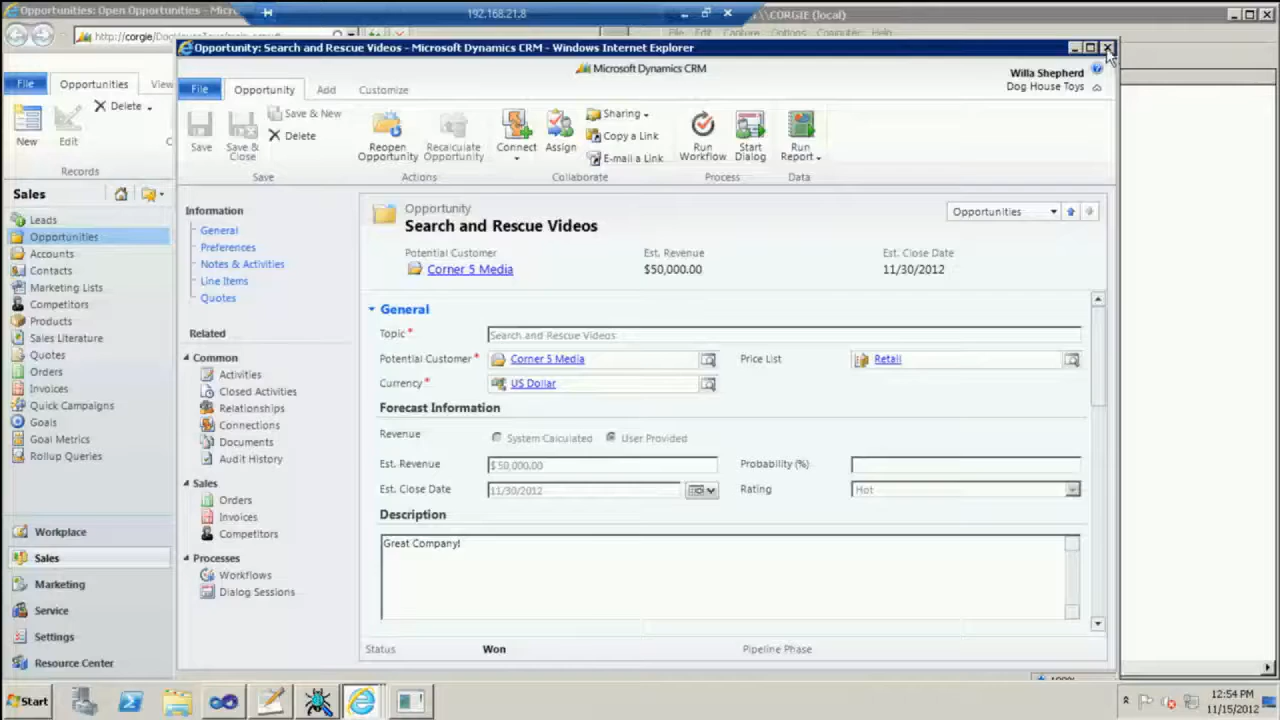 Opportunities: Open Opportunities - Micro
192.168.21.8
\\CORGIE (local)
http://corgie/Do
File Edit Capture Options Computer Help
Opportunity: Search and Rescue Videos - Microsoft Dynamics CRM - Windows Internet Explorer
Microsoft Dynamics CRM
Willa Shepherd
Dog House Toys
File
Opportunities
View
File
Opportunity
Add
Customize
New
Edit
Delete
Records
Save
Save & Close
Save & New
Delete
Save
Reopen Opportunity
Recalculate Opportunity
Actions
Connect
Assign
Sharing
Copy a Link
E-mail a Link
Collaborate
Run Workflow
Start Dialog
Process
Run Report
Data
Sales
Leads
Opportunities
Accounts
Contacts
Marketing Lists
Competitors
Products
Sales Literature
Quotes
Orders
Invoices
Quick Campaigns
Goals
Goal Metrics
Rollup Queries
Workplace
Sales
Marketing
Service
Settings
Resource Center
Information
General
Preferences
Notes & Activities
Line Items
Quotes
Related
Common
Activities
Closed Activities
Relationships
Connections
Documents
Audit History
Sales
Orders
Invoices
Competitors
Processes
Workflows
Dialog Sessions
Opportunity
Search and Rescue Videos
Opportunities
Potential Customer
Corner 5 Media
Est. Revenue
$50,000.00
Est. Close Date
11/30/2012
General
Topic*
Search and Rescue Videos
Potential Customer*
Corner 5 Media
Price List
Retail
Currency*
US Dollar
Forecast Information
Revenue
System Calculated
User Provided
Est. Revenue
$ 50,000.00
Probability (%)
Est. Close Date
11/30/2012
Rating
Hot
Description
Great Company!
Status
Won
Pipeline Phase
100%
Start
12:54 PM
11/15/2012